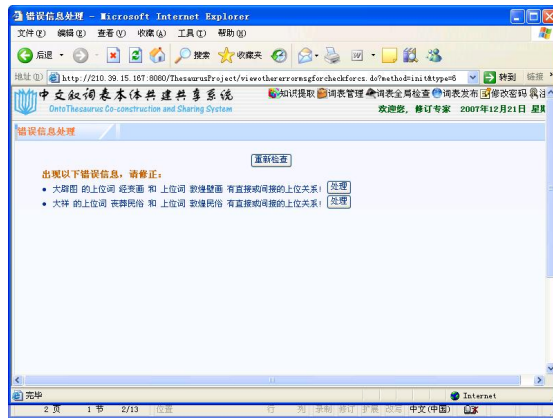 错误信息处理 - Microsoft Internet Explorer
文件(F) 编辑(E) 查看(V) 收藏(A) 工具(T) 帮助(H)
后退 搜索 收藏夹
地址(D) http://210.39.15.167:8080/ThesaurusProject/viewothererrormsgforcheckforcs.do?method=init&type=6 转到 链接
中文叙词表本体共建共享系统 知识提取 词表管理 词表全局检查 词表发布 修改密码
OntoThesaurus Co-construction and Sharing System 欢迎您, 修订专家 2007年12月21日 星期
错误信息处理
重新检查
出现以下错误信息，请修正：
• 大辟图 的上位词 经变画 和 上位词 敦煌壁画 有直接或间接的上位关系! 处理
• 大祥 的上位词 丧葬民俗 和 上位词 敦煌民俗 有直接或间接的上位关系! 处理
完毕 Internet
2 页 1 节 2/13 位置 行 列 录制 修订 扩展 改写 中文(中国)